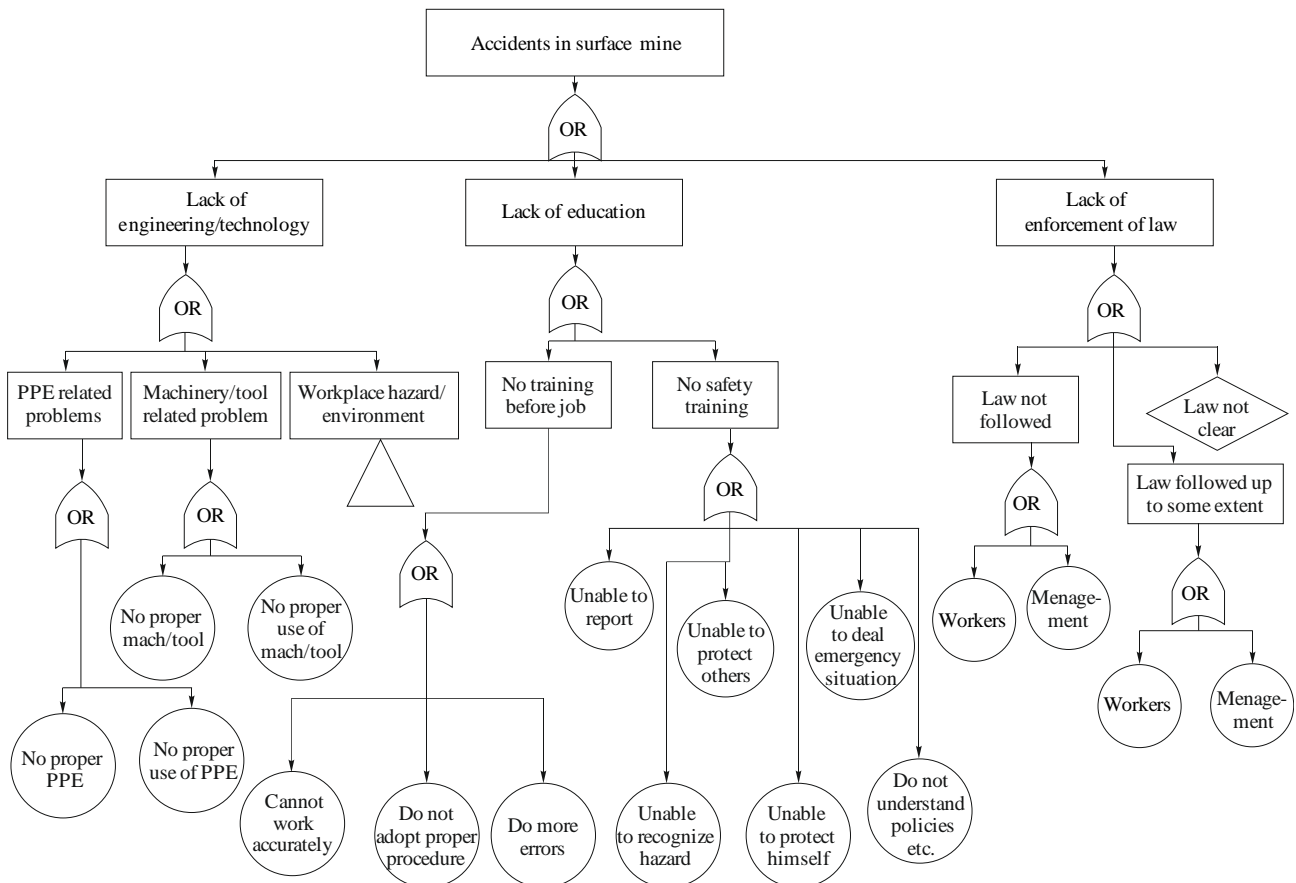 Accidents in surface mine
OR
Lack of
engineering/technology
Lack of education
Lack of
enforcement of law
OR
OR
OR
PPE related
problems
Machinery/tool
related problem
Workplace hazard/
environment
No training
before job
No safety
training
Law not
followed
Law not
clear
Law followed up
to some extent
OR
OR
OR
OR
OR
OR
No proper
mach/tool
No proper
use of
mach/tool
Unable to
report
Unable to
protect
others
Unable
to deal
emergency
situation
Workers
Menage-
ment
Workers
Menage-
ment
No proper
PPE
No proper
use of PPE
Cannot
work
accurately
Do not
adopt proper
procedure
Do more
errors
Unable
to recognize
hazard
Unable
to protect
himself
Do not
understand
policies
etc.